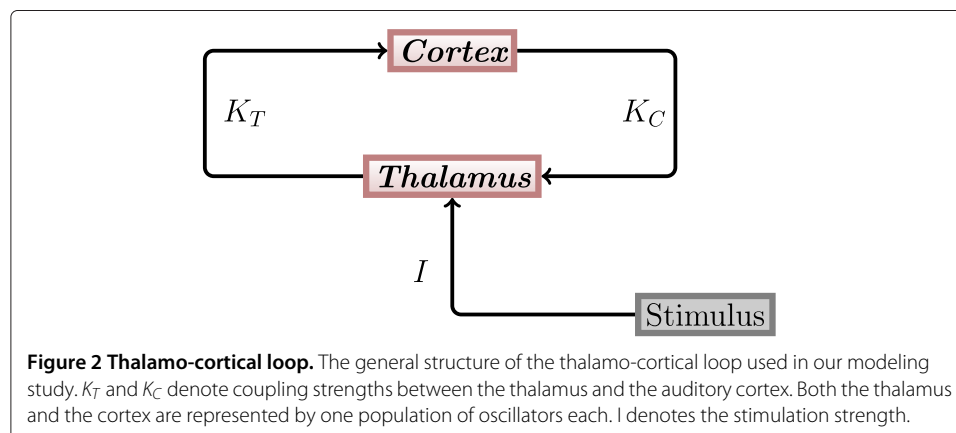 Cortex
K_T
K_C
Thalamus
I
Stimulus
Figure 2 Thalamo-cortical loop. The general structure of the thalamo-cortical loop used in our modeling
study. K_T and K_C denote coupling strengths between the thalamus and the auditory cortex. Both the thalamus
and the cortex are represented by one population of oscillators each. I denotes the stimulation strength.